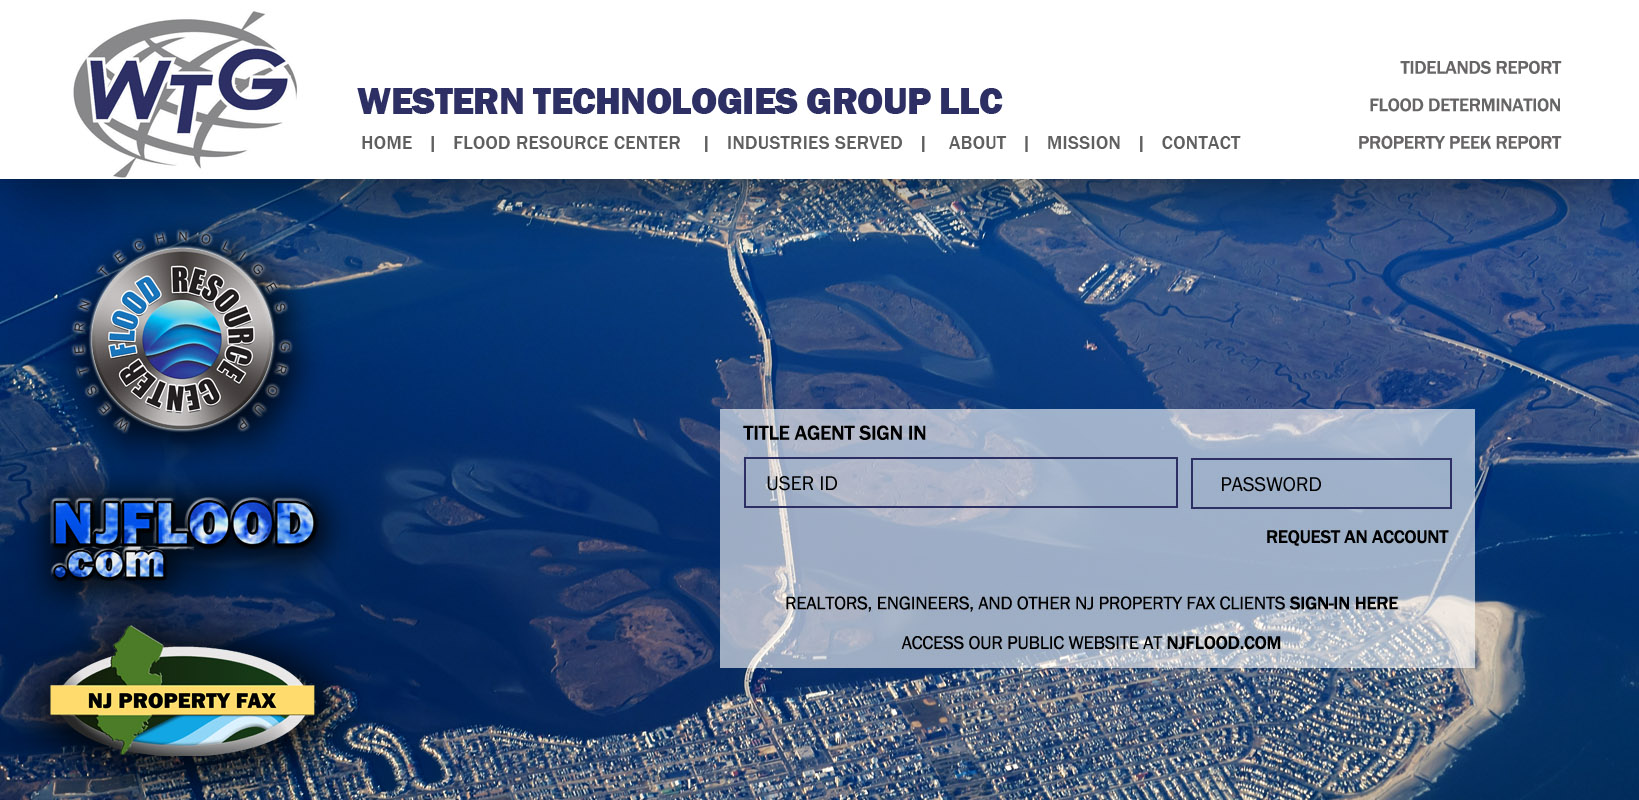 WTG
WESTERN TECHNOLOGIES GROUP LLC
HOME | FLOOD RESOURCE CENTER | INDUSTRIES SERVED | ABOUT | MISSION | CONTACT
TIDELANDS REPORT
FLOOD DETERMINATION
PROPERTY PEEK REPORT
WESTERN TECHNOLIGIES GROUP
FLOOD RESOURCE CENTER
NJFLOOD
.com
NJ PROPERTY FAX
TITLE AGENT SIGN IN
USER ID
PASSWORD
REQUEST AN ACCOUNT
REALTORS, ENGINEERS, AND OTHER NJ PROPERTY FAX CLIENTS SIGN-IN HERE
ACCESS OUR PUBLIC WEBSITE AT NJFLOOD.COM